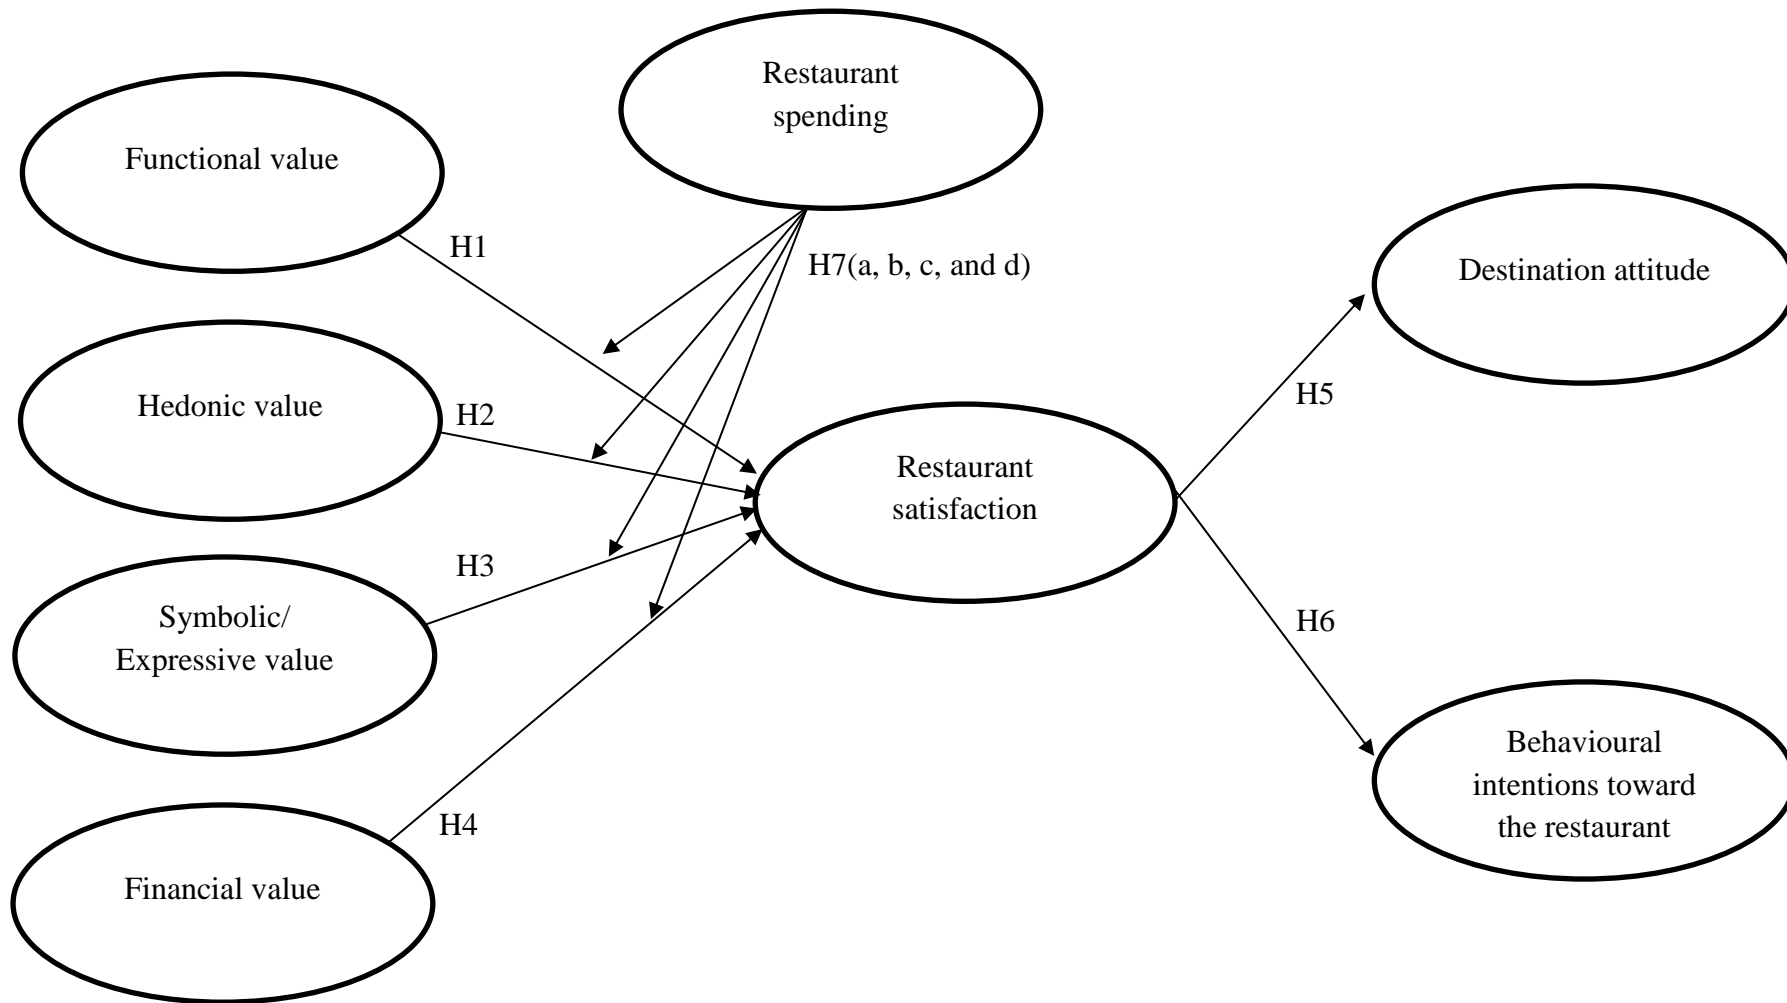 Restaurant
spending
Functional value
H1
H7(a, b, c, and d)
Destination attitude
Hedonic value
H2
H5
Restaurant
satisfaction
H3
Symbolic/
Expressive value
H6
Behavioural
intentions toward
the restaurant
H4
Financial value